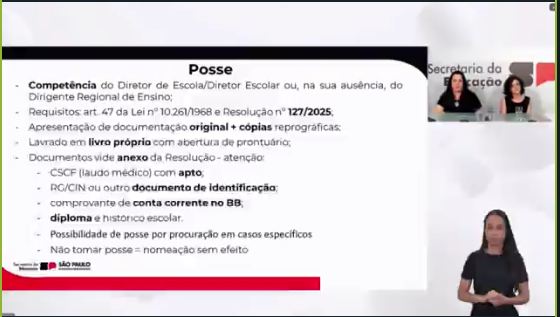 Posse
- Competência do Diretor de Escola/Diretor Escolar ou, na sua ausência, do
Dirigente Regional de Ensino;
- Requisitos: art. 47 da Lei nº 10.261/1968 e Resolução nº 127/2025;
- Apresentação de documentação original + cópias reprográficas;
- Lavrado em livro próprio com abertura de prontuário;
- Documentos vide anexo da Resolução - atenção:
- CSCF (laudo médico) com apto;
- RG/CIN ou outro documento de identificação;
- comprovante de conta corrente no BB;
- diploma e histórico escolar.
- Possibilidade de posse por procuração em casos específicos
- Não tomar posse = nomeação sem efeito
Secretaria da
Educação
SÃO PAULO
Secretaria da
Educação